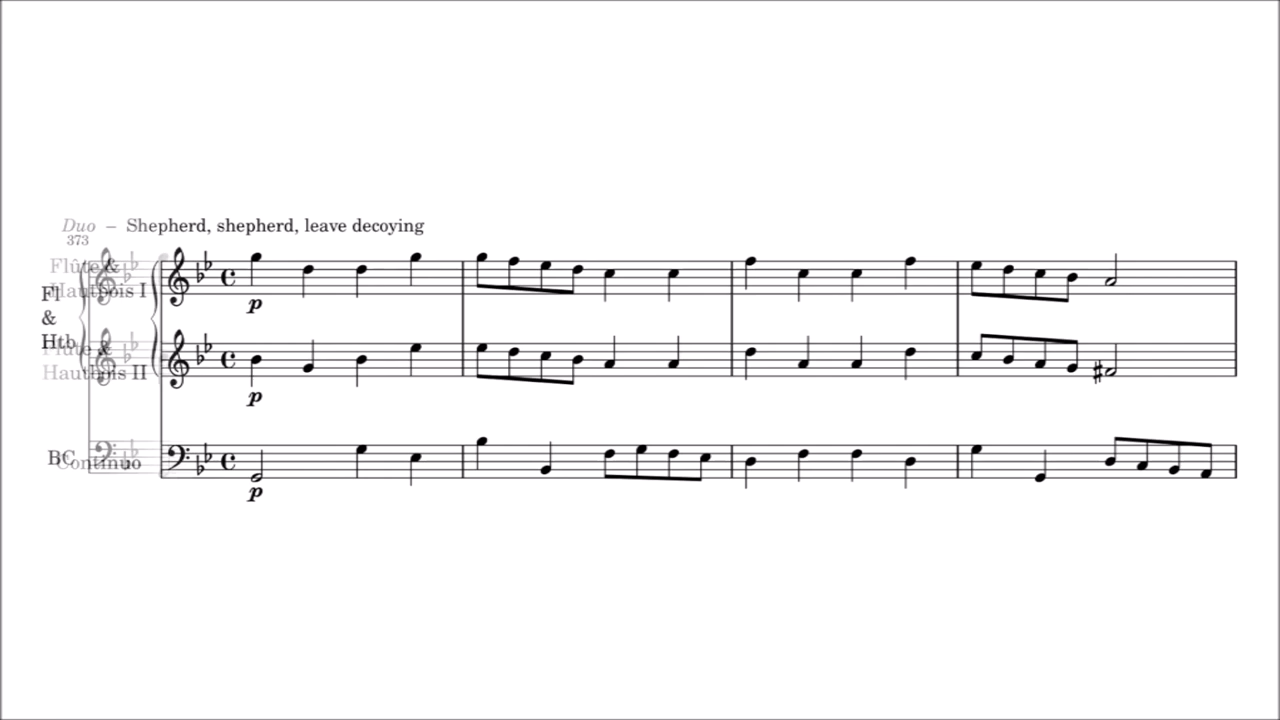 Duo – Shepherd, shepherd, leave decoying
373
Flûte &
Hautbois I
Fl
&
Htb
p
Flûte &
Hautbois II
p
BC
Continuo
p